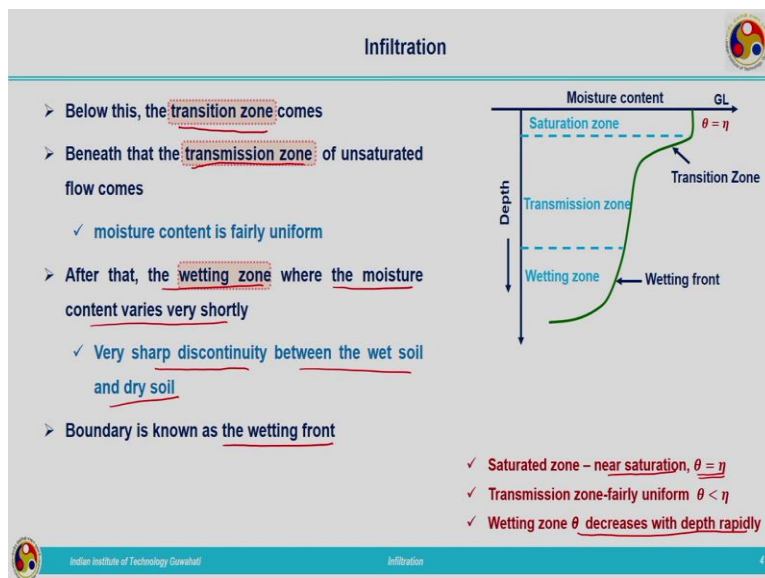 Infiltration
➤ Below this, the transition zone comes
➤ Beneath that the transmission zone of unsaturated
flow comes
✓ moisture content is fairly uniform
➤ After that, the wetting zone where the moisture
content varies very shortly
✓ Very sharp discontinuity between the wet soil
and dry soil
➤ Boundary is known as the wetting front
Moisture content
GL
Saturation zone
θ = η
Transition Zone
Depth
Transmission zone
Wetting zone
Wetting front
✓ Saturated zone – near saturation, θ = η
✓ Transmission zone-fairly uniform θ < η
✓ Wetting zone θ decreases with depth rapidly
Indian Institute of Technology Guwahati
Infiltration
4